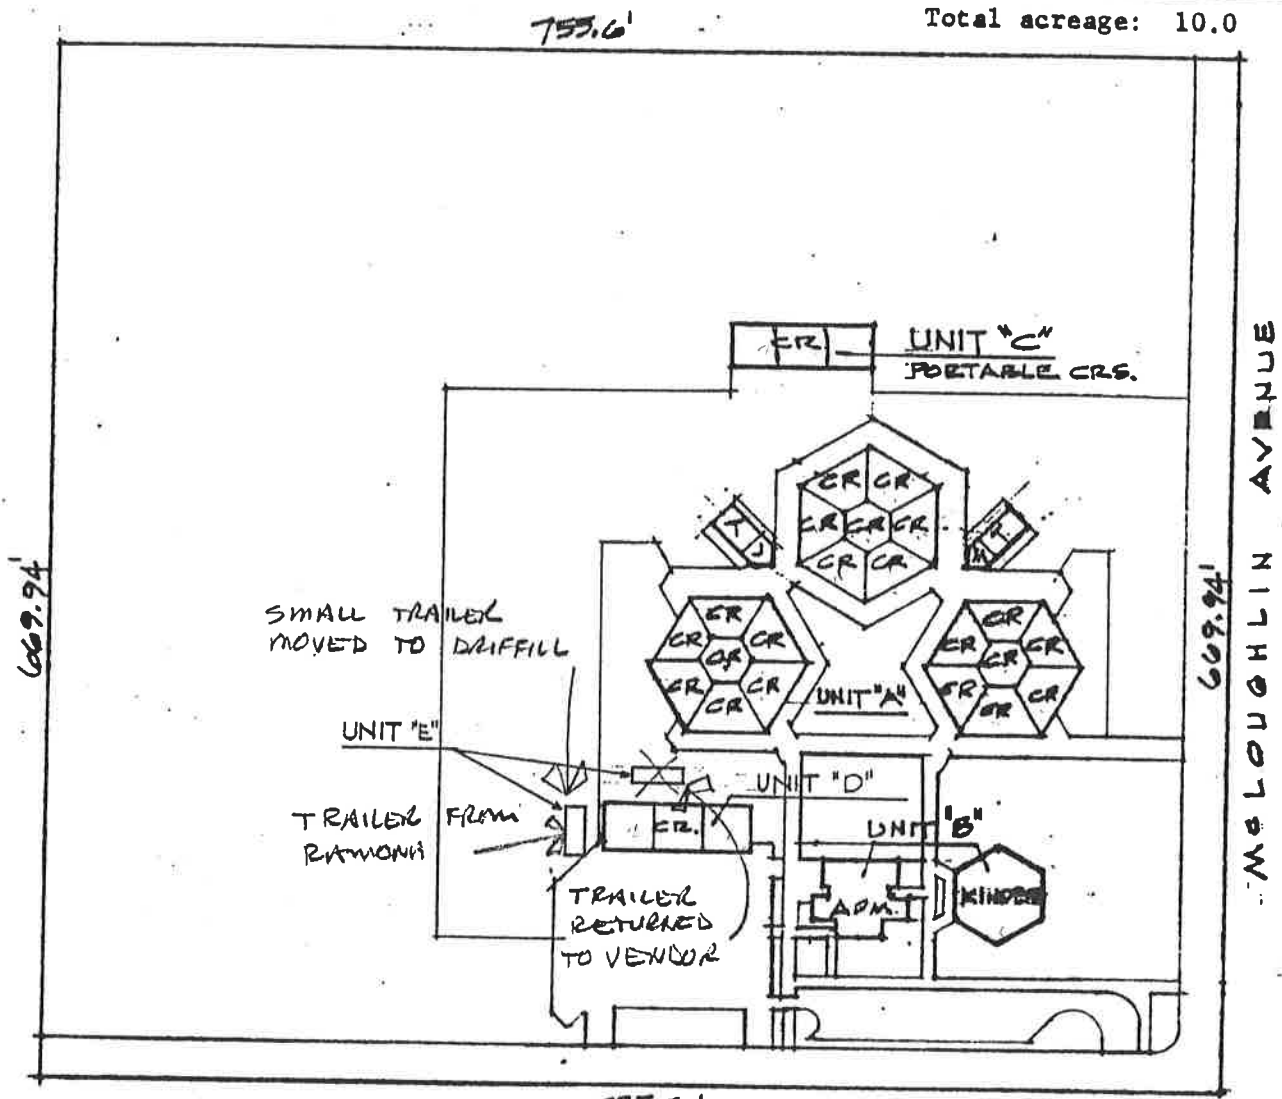 Total acreage: 10.0
755.6'
UNIT "C"
PORTABLE CRS.
CR.
McLOUGHLIN AVENUE
669.94'
669.94'
CR CR
CR CR CR
CR CR
T
J
T.
M
SMALL TRAILER
MOVED TO DRIFFILL
CR
CR CR
CR
CR CR
CR
CR
CR CR
CR
CR CR
CR
UNIT "A"
UNIT "E"
UNIT "D"
TRAILER FROM
RAMONA
CR.
UNIT "B"
TRAILER
RETURNED
TO VENDOR
ADM.
KINDER